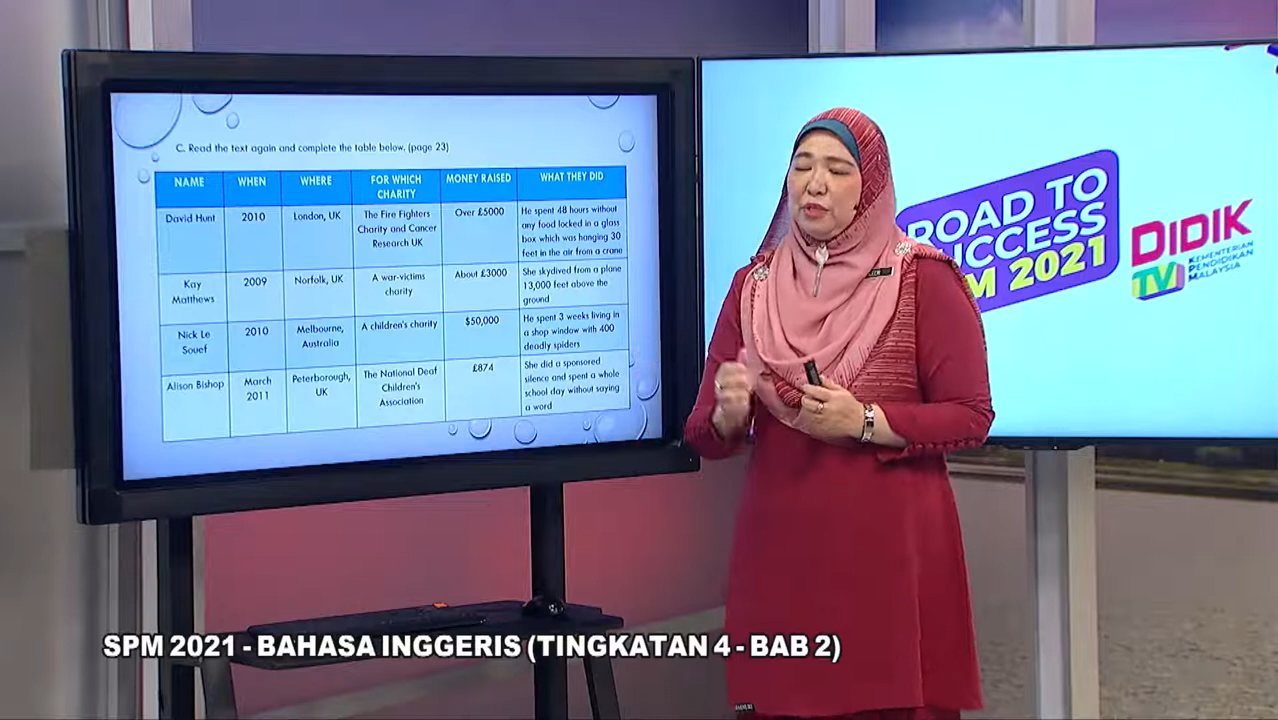 C. Read the text again and complete the table below. (page 23)
NAME
WHEN
WHERE
FOR WHICH
CHARITY
MONEY RAISED
WHAT THEY DID
David Hunt
2010
London, UK
The Fire Fighters
Charity and Cancer
Research UK
Over £5000
He spent 48 hours without
any food locked in a glass
box which was hanging 30
feet in the air from a crane
Kay
Matthews
2009
Norfolk, UK
A war-victims
charity
About £3000
She skydived from a plane
13,000 feet above the
ground
Nick Le
Souef
2010
Melbourne,
Australia
A children's charity
$50,000
He spent 3 weeks living in
a shop window with 400
deadly spiders
Alison Bishop
March
2011
Peterborough,
UK
The National Deaf
Children's
Association
£874
She did a sponsored
silence and spent a whole
school day without saying
a word
ROAD TO
UCCESS
M 2021
DIDIK
TV
KEMENTERIAN
PENDIDIKAN
MALAYSIA
SPM 2021 - BAHASA INGGERIS (TINGKATAN 4 - BAB 2)